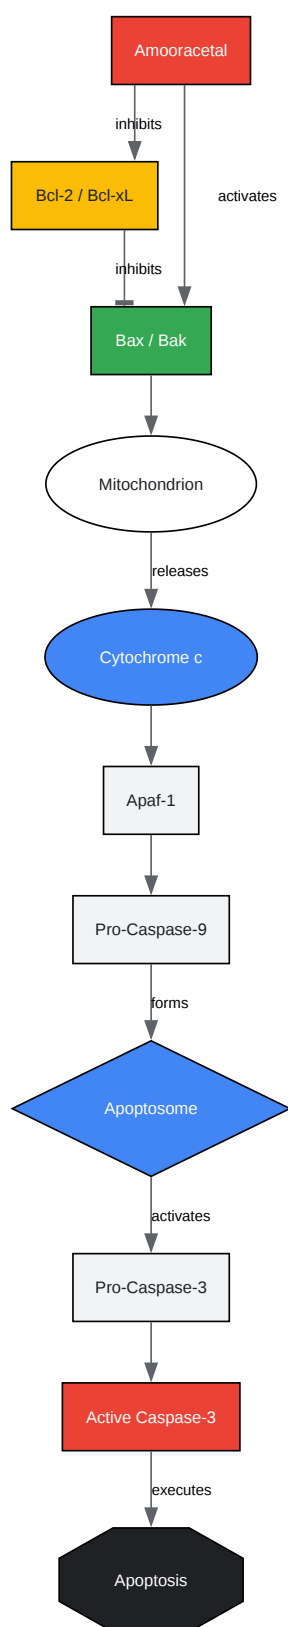 Amooracetal
inhibits
Bcl-2 / Bcl-xL
activates
inhibits
Bax / Bak
Mitochondrion
releases
Cytochrome c
Apaf-1
Pro-Caspase-9
forms
Apoptosome
activates
Pro-Caspase-3
Active Caspase-3
executes
Apoptosis